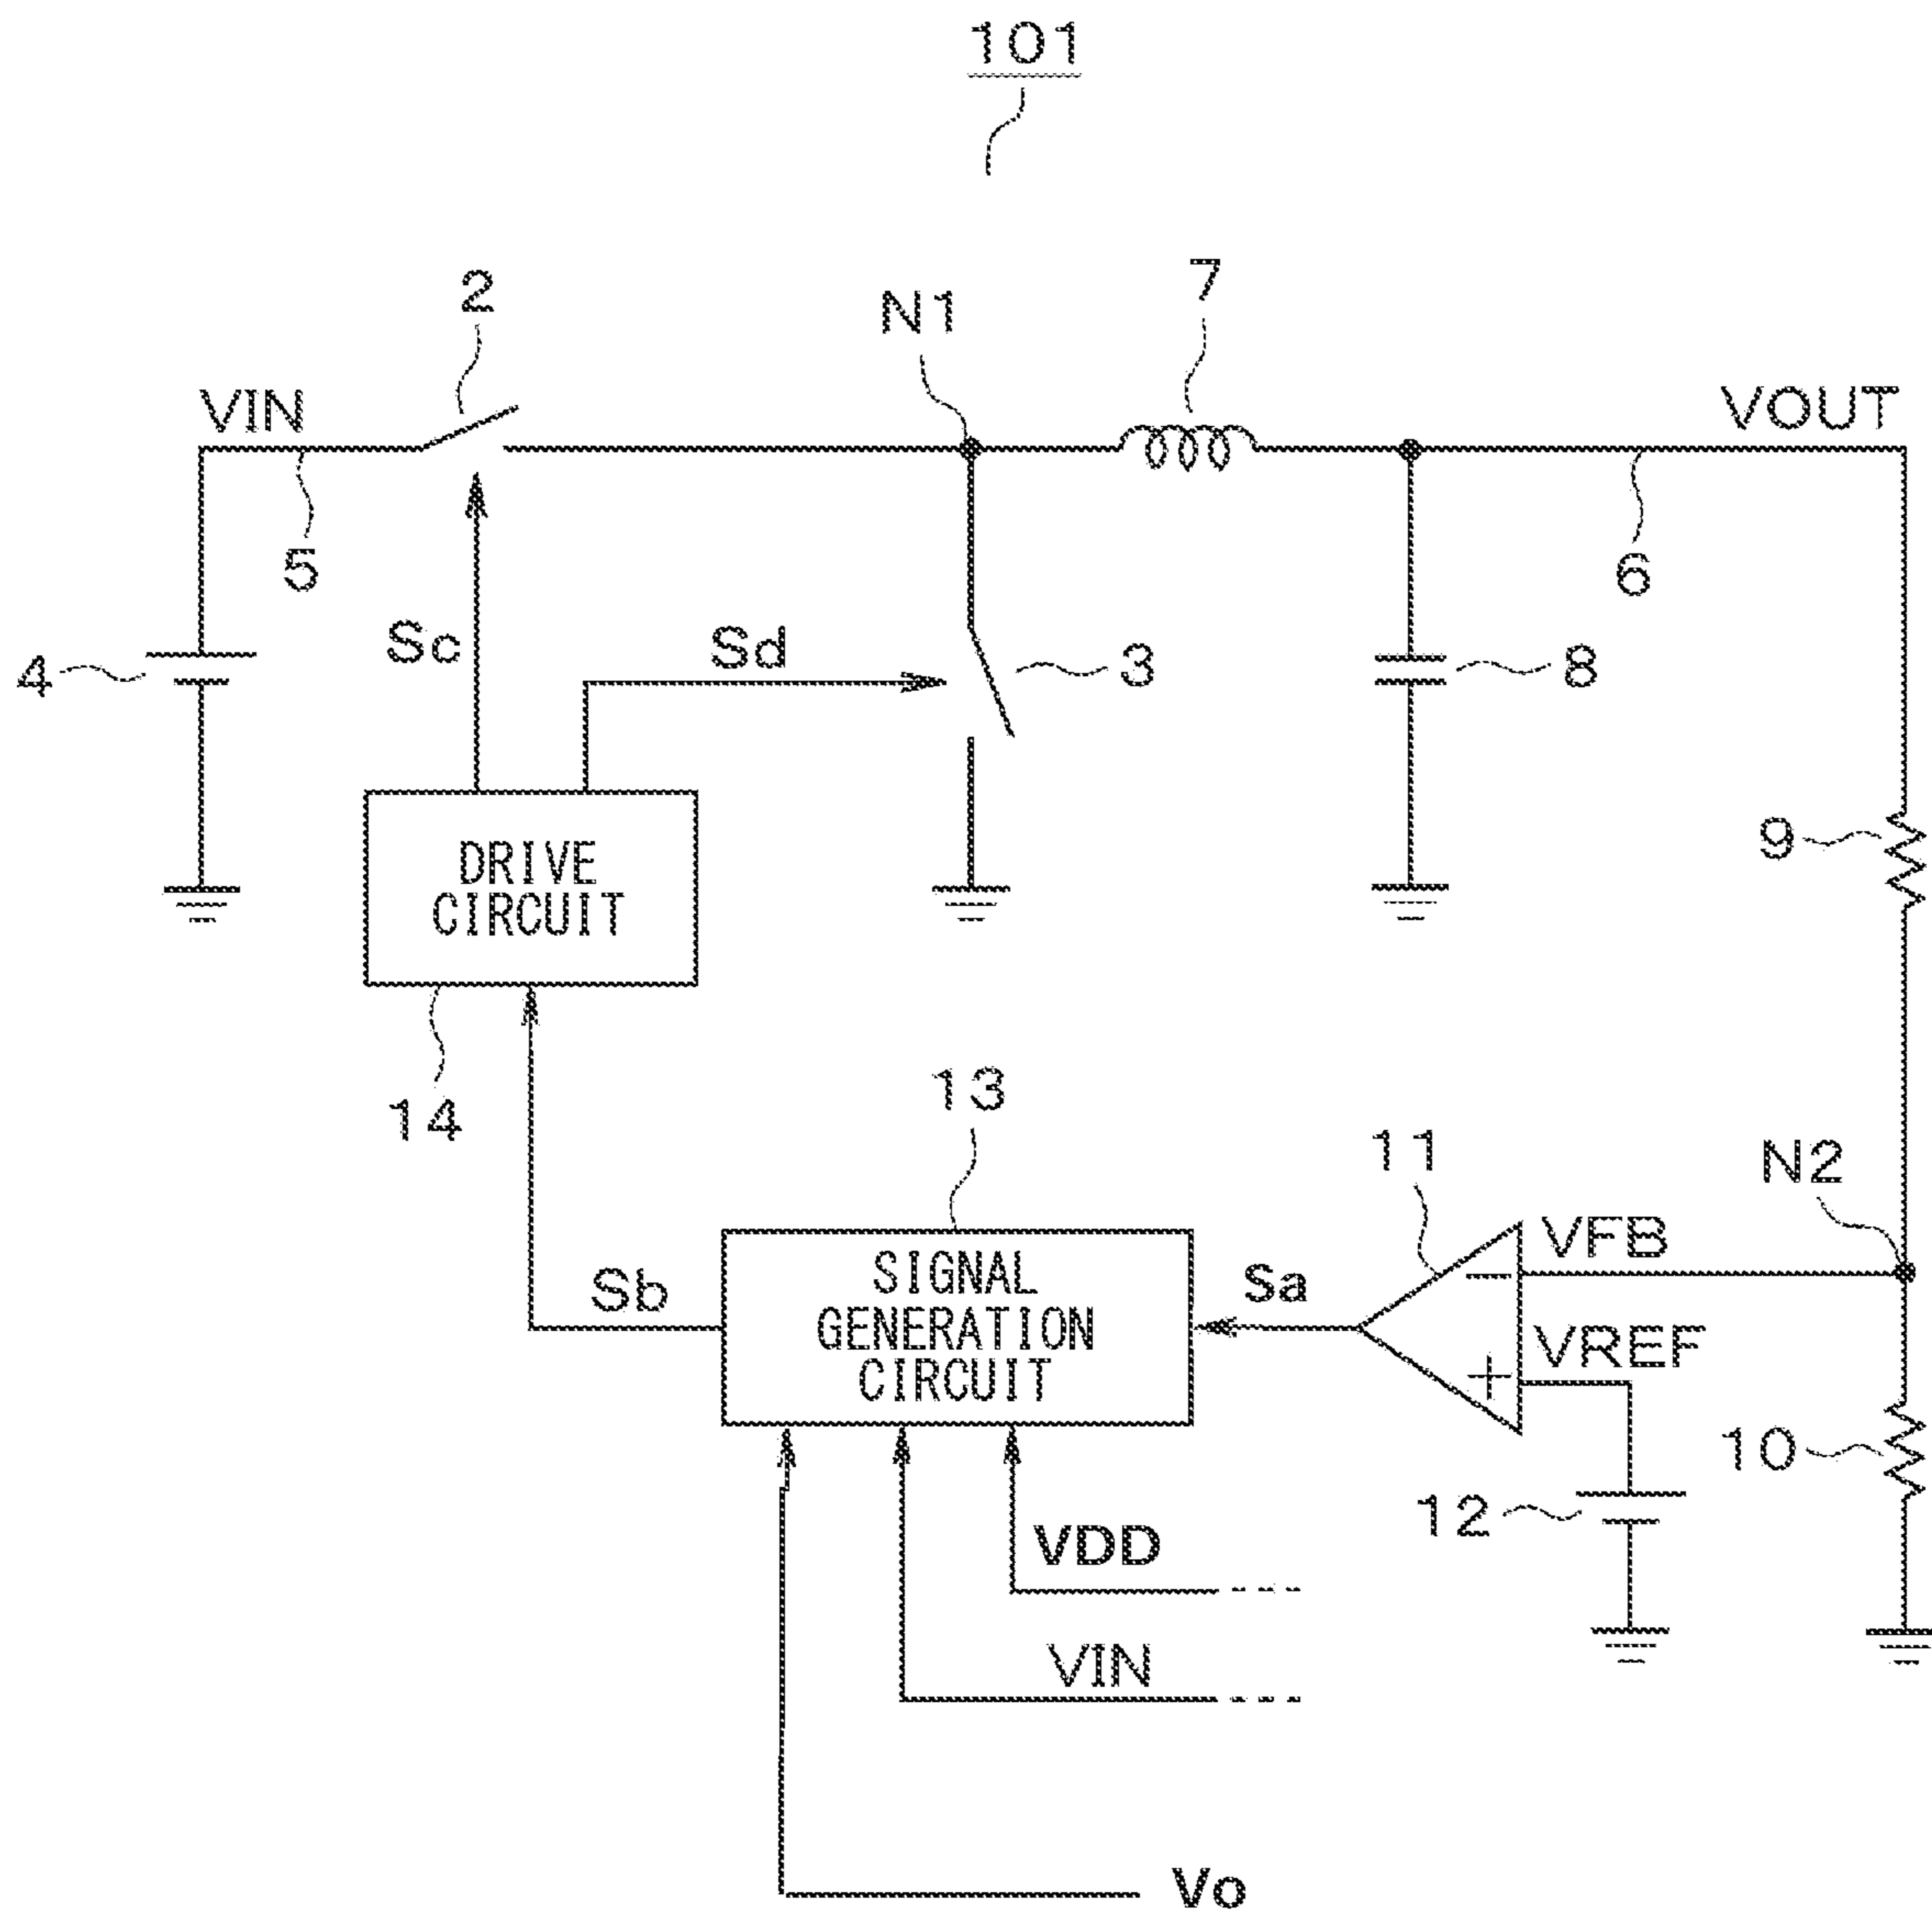 101
2
N1
7
VIN
VOUT
5
6
Sc
Sd
4
3
8
DRIVE
CIRCUIT
9
14
13
11
N2
SIGNAL
GENERATION
CIRCUIT
Sb
Sa
VFB
VREF
10
12
VDD
VIN
Vo